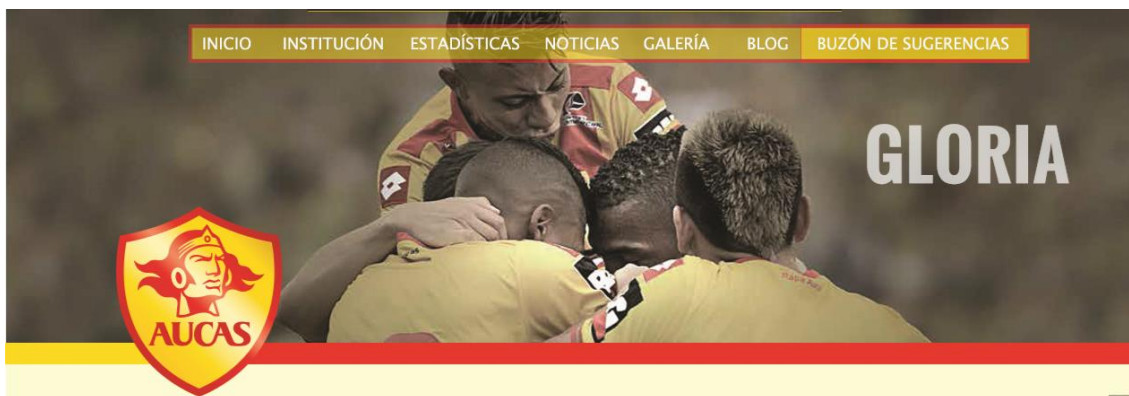 INICIO INSTITUCIÓN ESTADÍSTICAS NOTICIAS GALERÍA BLOG BUZÓN DE SUGERENCIAS
GLORIA
AUCAS